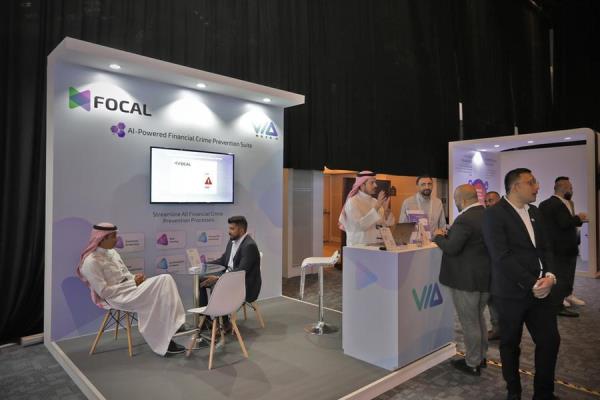 FOCAL
VIA
AI-Powered Financial Crime Prevention Suite
FOCAL
Streamline All Financial Crime
Prevention Processes
VIA